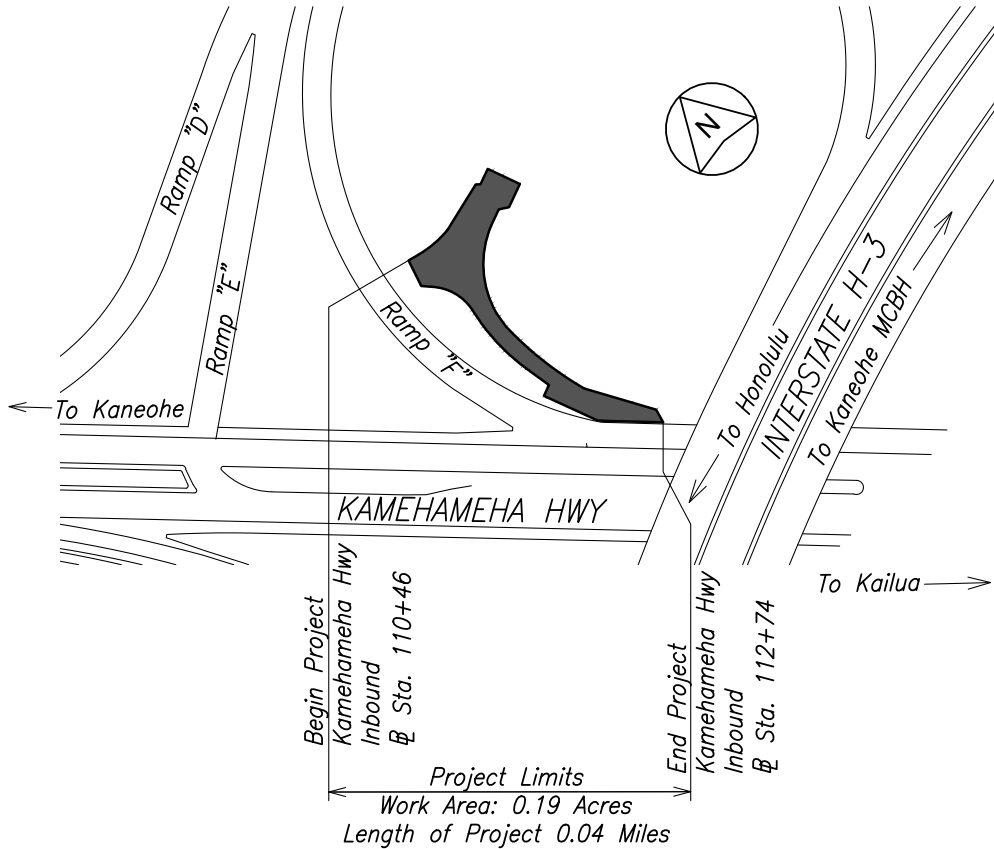 Ramp "D"
Ramp "E"
N
Ramp "F"
To Honolulu
INTERSTATE H-3
To Kaneohe MCBH
To Kaneohe
KAMEHAMEHA HWY
To Kailua
Begin Project
Kamehameha Hwy
Inbound
BL Sta. 110+46
End Project
Kamehameha Hwy
Inbound
BL Sta. 112+74
Project Limits
Work Area: 0.19 Acres
Length of Project 0.04 Miles